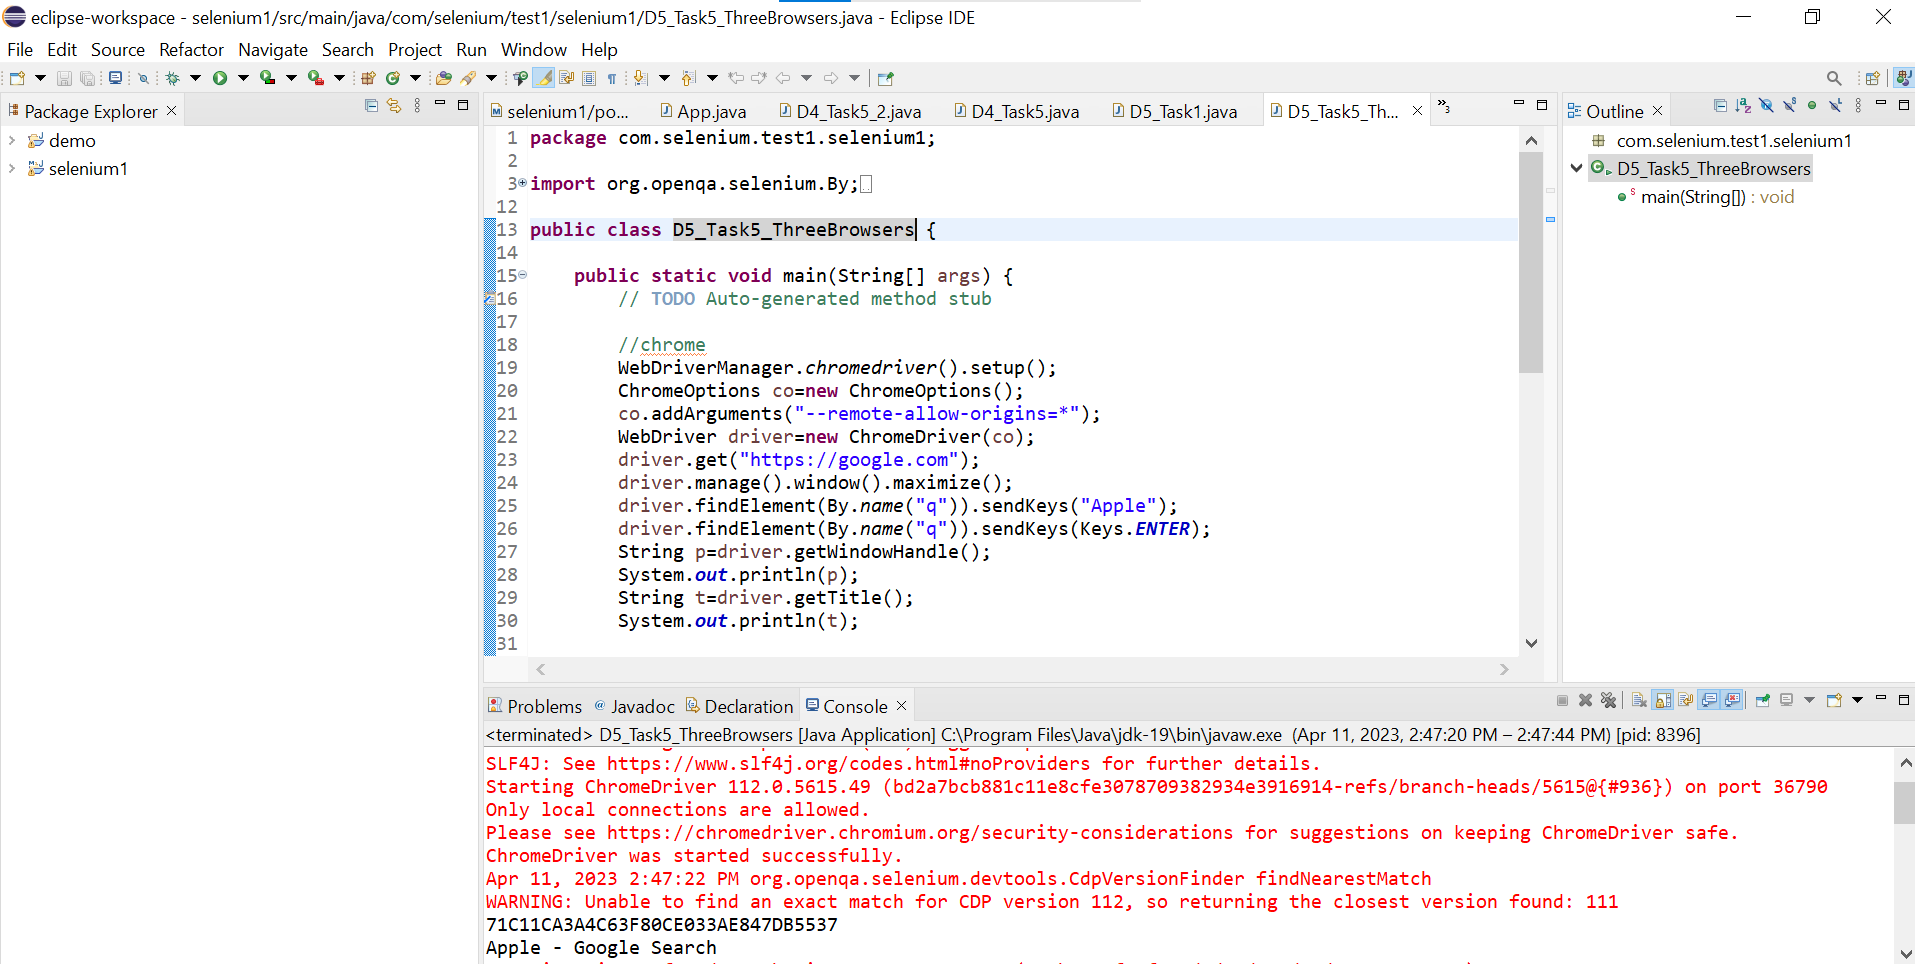 eclipse-workspace - selenium1/src/main/java/com/selenium/test1/selenium1/D5_Task5_ThreeBrowsers.java - Eclipse IDE
File Edit Source Refactor Navigate Search Project Run Window Help
Package Explorer
demo
selenium1
selenium1/po... App.java D4_Task5_2.java D4_Task5.java D5_Task1.java D5_Task5_Th... »3
1 package com.selenium.test1.selenium1;
2
3 import org.openqa.selenium.By;
12
13 public class D5_Task5_ThreeBrowsers {
14
15 public static void main(String[] args) {
16 // TODO Auto-generated method stub
17
18 //chrome
19 WebDriverManager.chromedriver().setup();
20 ChromeOptions co=new ChromeOptions();
21 co.addArguments("--remote-allow-origins=*");
22 WebDriver driver=new ChromeDriver(co);
23 driver.get("https://google.com");
24 driver.manage().window().maximize();
25 driver.findElement(By.name("q")).sendKeys("Apple");
26 driver.findElement(By.name("q")).sendKeys(Keys.ENTER);
27 String p=driver.getWindowHandle();
28 System.out.println(p);
29 String t=driver.getTitle();
30 System.out.println(t);
31
Outline
com.selenium.test1.selenium1
D5_Task5_ThreeBrowsers
main(String[]) : void
Problems Javadoc Declaration Console
<terminated> D5_Task5_ThreeBrowsers [Java Application] C:\Program Files\Java\jdk-19\bin\javaw.exe (Apr 11, 2023, 2:47:20 PM – 2:47:44 PM) [pid: 8396]
SLF4J: See https://www.slf4j.org/codes.html#noProviders for further details.
Starting ChromeDriver 112.0.5615.49 (bd2a7bcb881c11e8cfe3078709382934e3916914-refs/branch-heads/5615@{#936}) on port 36790
Only local connections are allowed.
Please see https://chromedriver.chromium.org/security-considerations for suggestions on keeping ChromeDriver safe.
ChromeDriver was started successfully.
Apr 11, 2023 2:47:22 PM org.openqa.selenium.devtools.CdpVersionFinder findNearestMatch
WARNING: Unable to find an exact match for CDP version 112, so returning the closest version found: 111
71C11CA3A4C63F80CE033AE847DB5537
Apple - Google Search